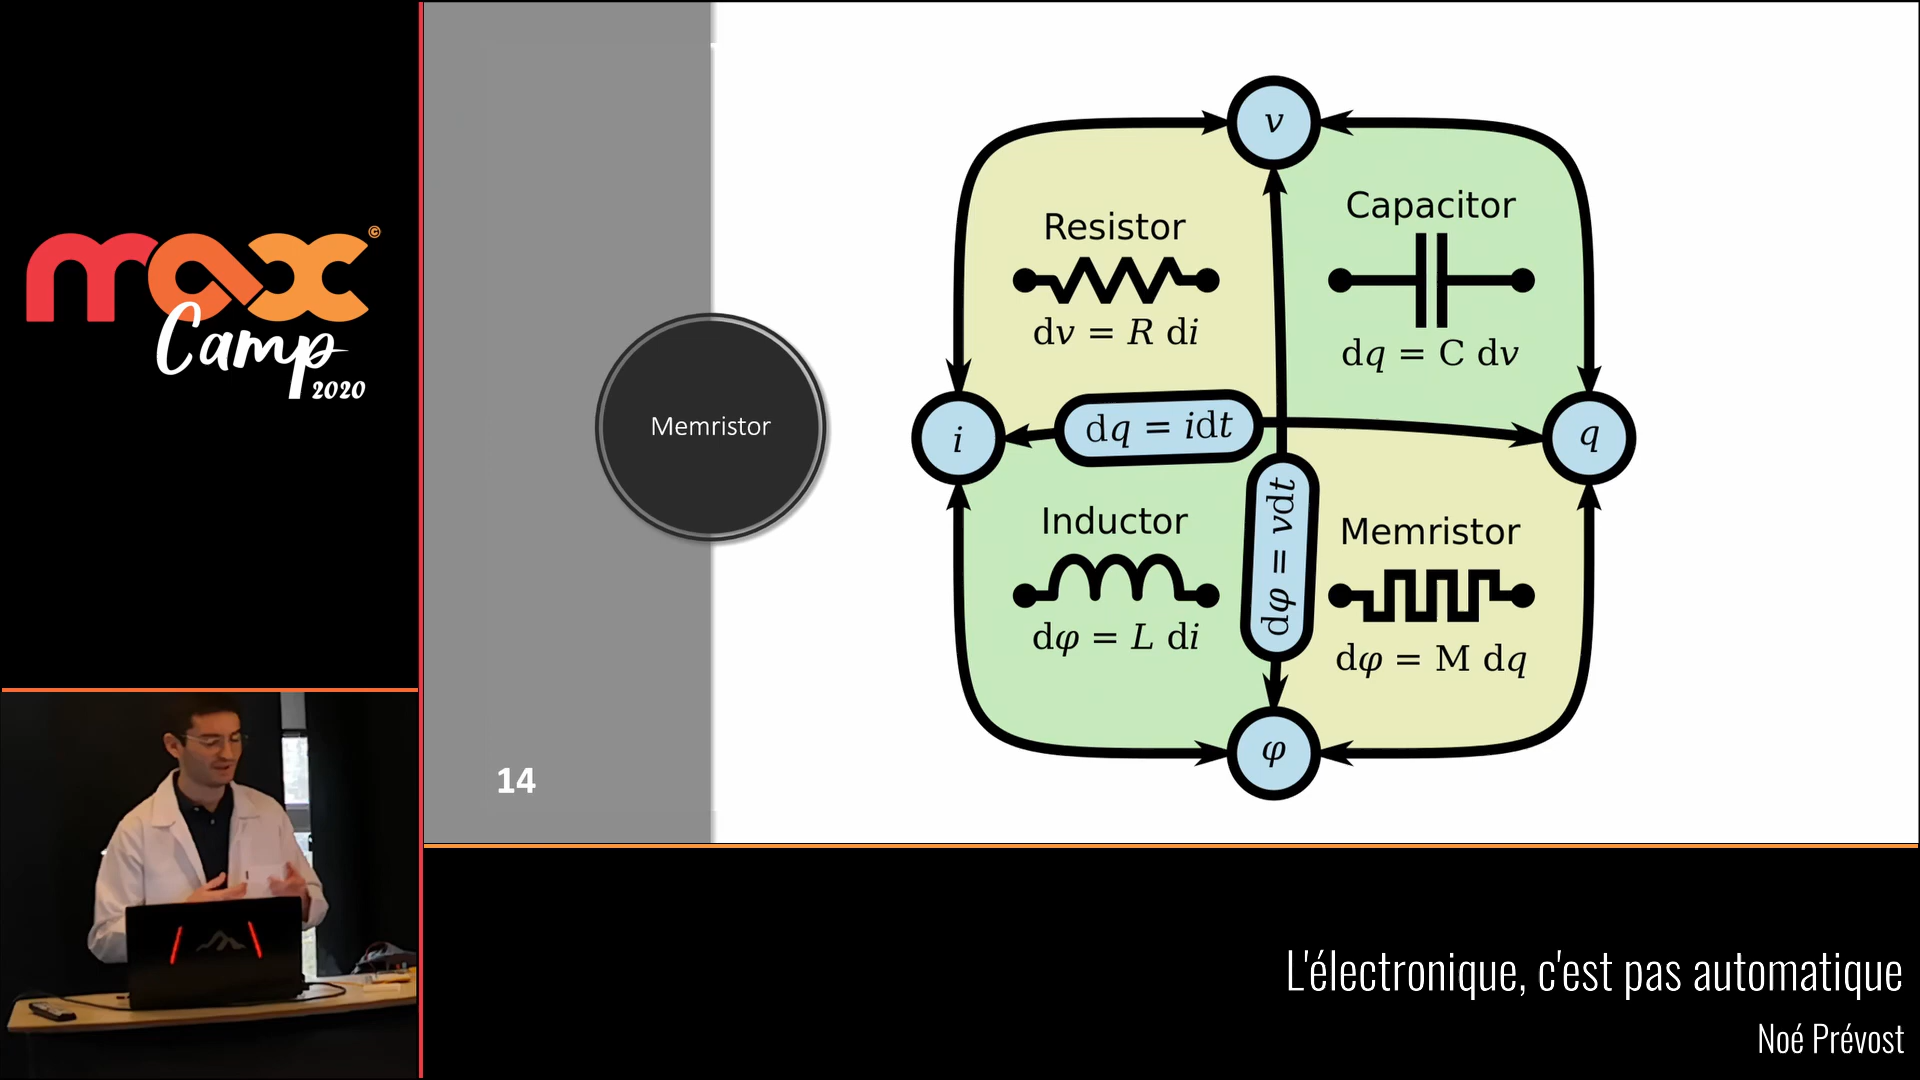 max©
Camp
2020
Memristor
14
v
Resistor
dv = R di
Capacitor
dq = C dv
i
dq = idt
q
Inductor
dφ = L di
dφ = vdt
Memristor
dφ = M dq
φ
L'électronique, c'est pas automatique
Noé Prévost